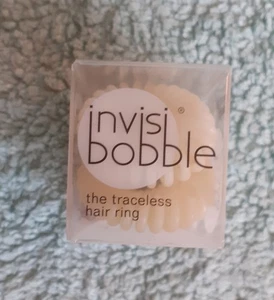 invisi®
bobble
the traceless
hair ring